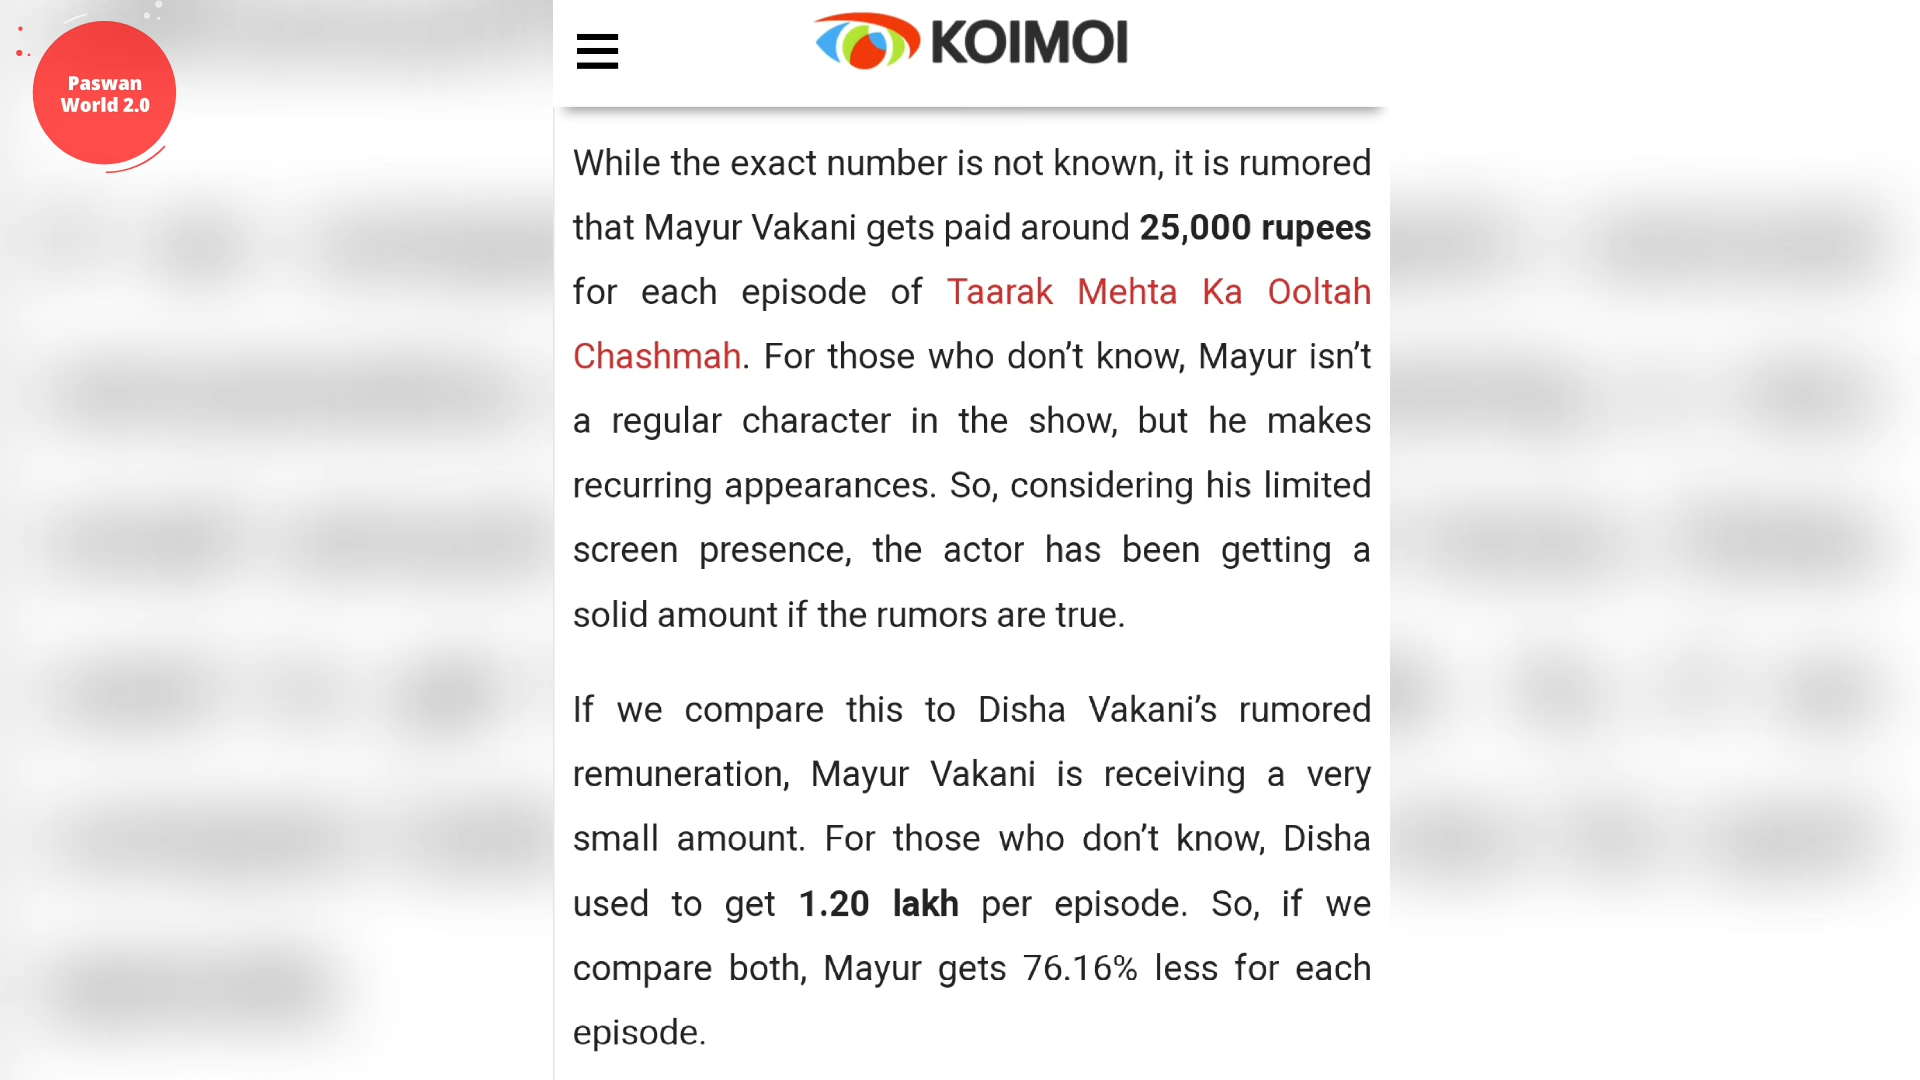 Paswan
World 2.0
KOIMOI
While the exact number is not known, it is rumored
that Mayur Vakani gets paid around 25,000 rupees
for each episode of Taarak Mehta Ka Ooltah
Chashmah. For those who don’t know, Mayur isn’t
a regular character in the show, but he makes
recurring appearances. So, considering his limited
screen presence, the actor has been getting a
solid amount if the rumors are true.
If we compare this to Disha Vakani’s rumored
remuneration, Mayur Vakani is receiving a very
small amount. For those who don’t know, Disha
used to get 1.20 lakh per episode. So, if we
compare both, Mayur gets 76.16% less for each
episode.